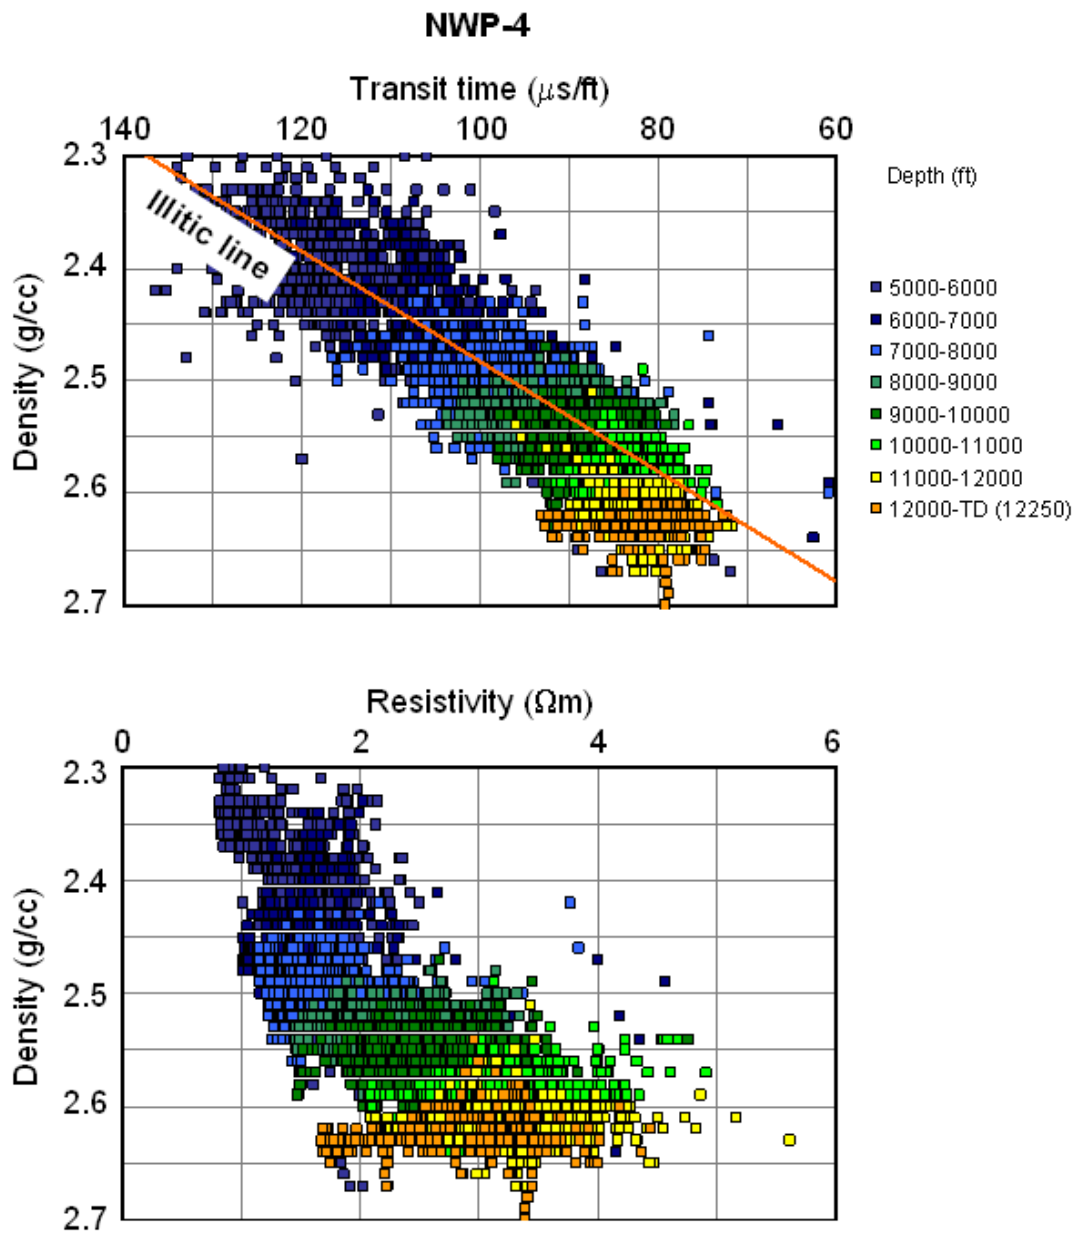 NWP-4
Transit time (μs/ft)
140 120 100 80 60
2.3
2.4
2.5
2.6
2.7
Density (g/cc)
Illitic line
Depth (ft)
5000-6000
6000-7000
7000-8000
8000-9000
9000-10000
10000-11000
11000-12000
12000-TD (12250)
Resistivity (Ωm)
0 2 4 6
2.3
2.4
2.5
2.6
2.7
Density (g/cc)